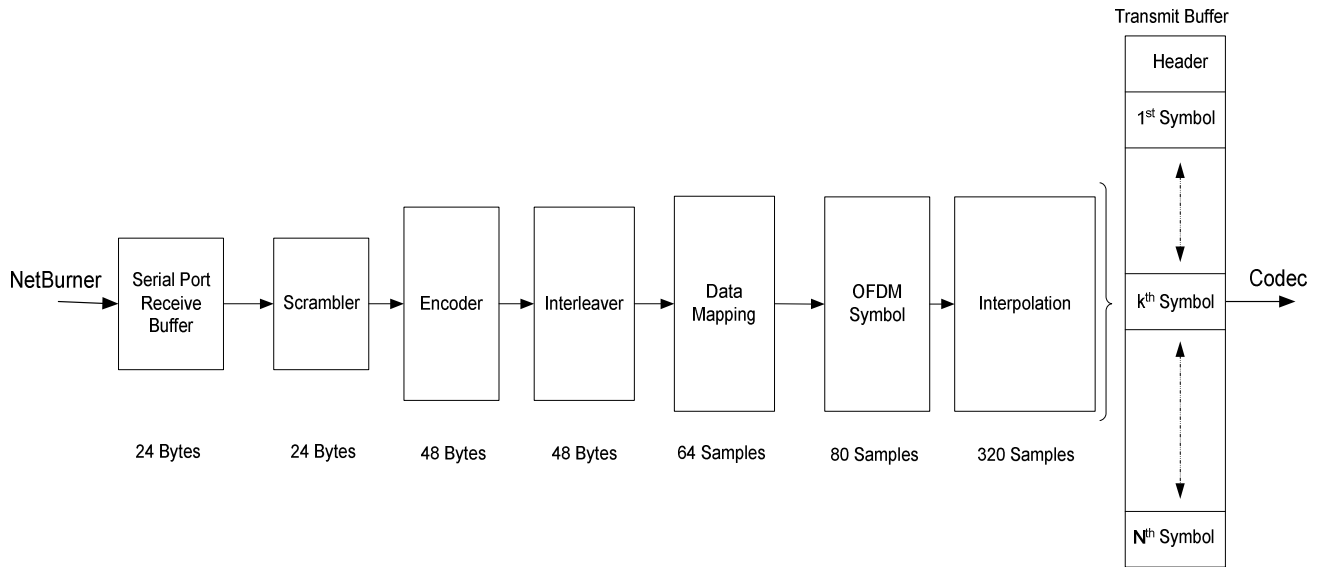 Transmit Buffer
Header
1st Symbol
NetBurner
Serial Port
Receive
Buffer
Scrambler
Encoder
Interleaver
Data
Mapping
OFDM
Symbol
Interpolation
kth Symbol
Codec
24 Bytes
24 Bytes
48 Bytes
48 Bytes
64 Samples
80 Samples
320 Samples
Nth Symbol